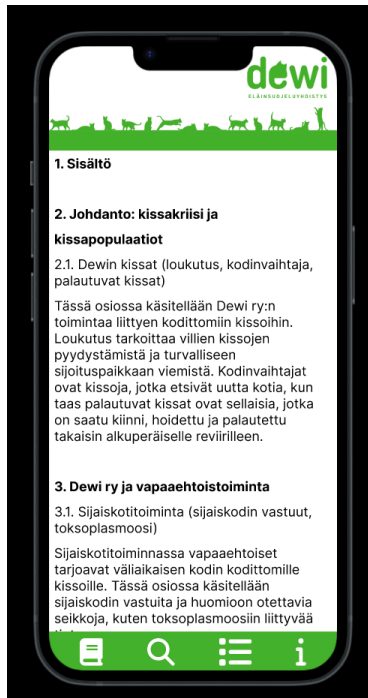 dewi
ELÄINSUOJELUYHDISTYS
1. Sisältö
2. Johdanto: kissakriisi ja
kissapopulaatiot
2.1. Dewin kissat (loukutus, kodinvaihtaja,
palautuvat kissat)
Tässä osiossa käsitellään Dewi ry:n
toimintaa liittyen kodittomiin kissoihin.
Loukutus tarkoittaa villien kissojen
pyydystämistä ja turvalliseen
sijoituspaikkaan viemistä. Kodinvaihtajat
ovat kissoja, jotka etsivät uutta kotia, kun
taas palautuvat kissat ovat sellaisia, jotka
on saatu kiinni, hoidettu ja palautettu
takaisin alkuperäiselle reviirilleen.
3. Dewi ry ja vapaaehtoistoiminta
3.1. Sijaiskotitoiminta (sijaiskodin vastuut,
toksoplasmoosi)
Sijaiskotitoiminnassa vapaaehtoiset
tarjoavat väliaikaisen kodin kodittomille
kissoille. Tässä osiossa käsitellään
sijaiskodin vastuita ja huomioon otettavia
seikkoja, kuten toksoplasmoosiin liittyvää